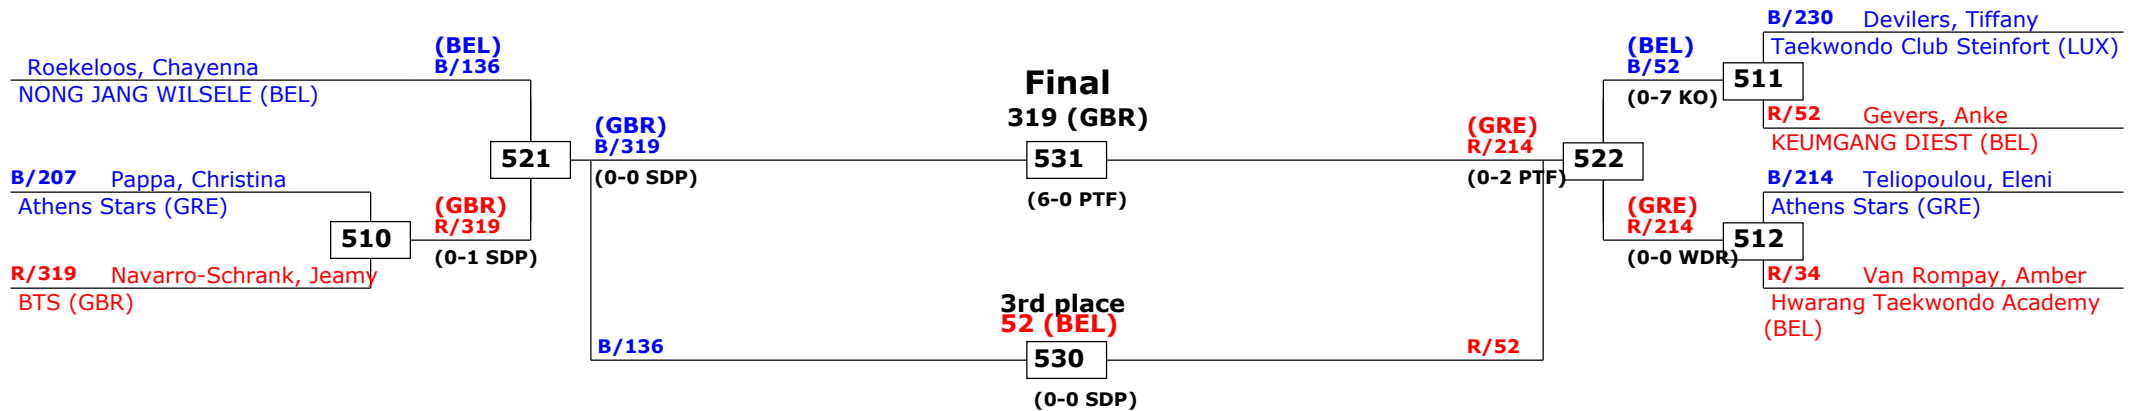 Roekeloos, Chayenna
NONG JANG WILSELE (BEL)
(BEL)
B/136
B/207 Pappa, Christina
Athens Stars (GRE)
R/319 Navarro-Schrank, Jeamy
BTS (GBR)
510
(GBR)
R/319
(0-1 SDP)
521
(GBR)
B/319
(0-0 SDP)
Final
319 (GBR)
531
(6-0 PTF)
3rd place
52 (BEL)
B/136
530
R/52
(0-0 SDP)
(GRE)
R/214
(0-2 PTF)
522
(BEL)
B/52
(0-7 KO)
(GRE)
R/214
(0-0 WDR)
B/230 Devilers, Tiffany
Taekwondo Club Steinfort (LUX)
511
R/52 Gevers, Anke
KEUMGANG DIEST (BEL)
B/214 Teliopoulou, Eleni
Athens Stars (GRE)
512
R/34 Van Rompay, Amber
Hwarang Taekwondo Academy
(BEL)